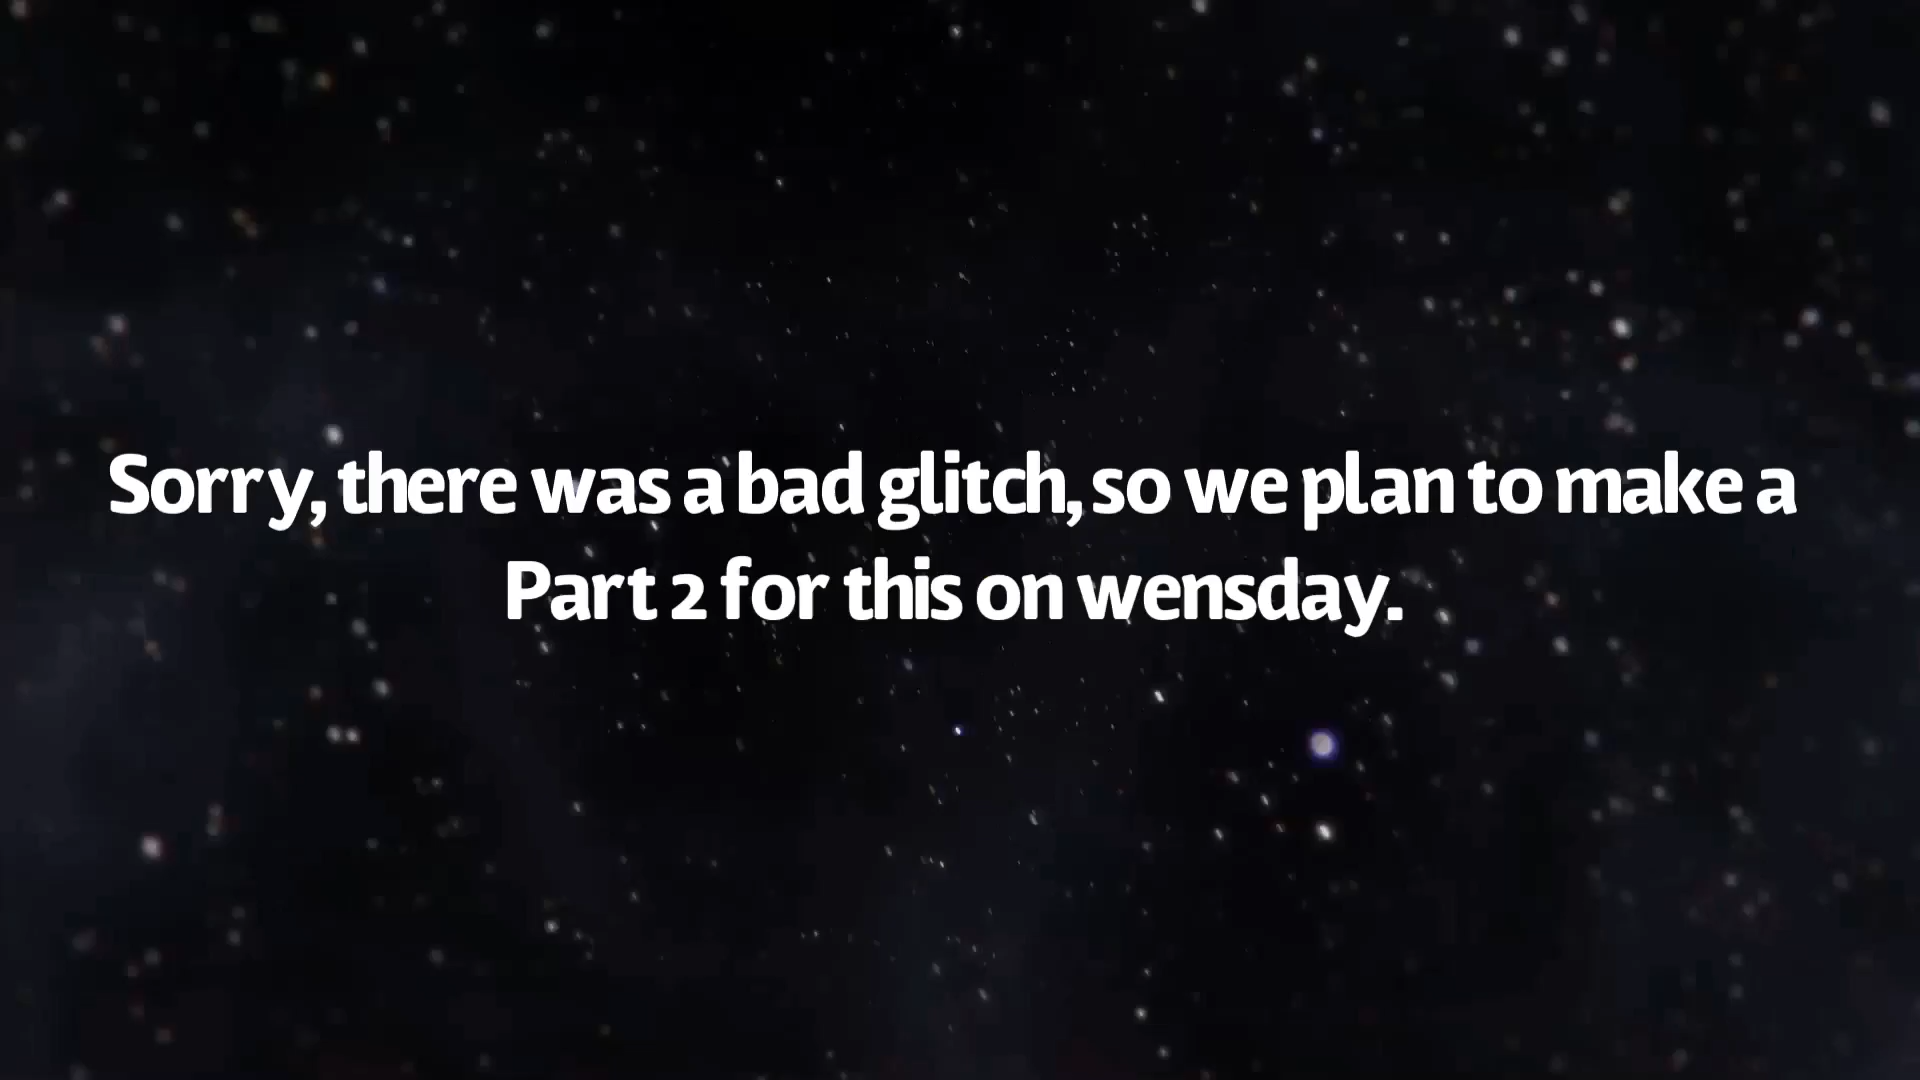 Sorry, there was a bad glitch, so we plan to make a
Part 2 for this on wensday.